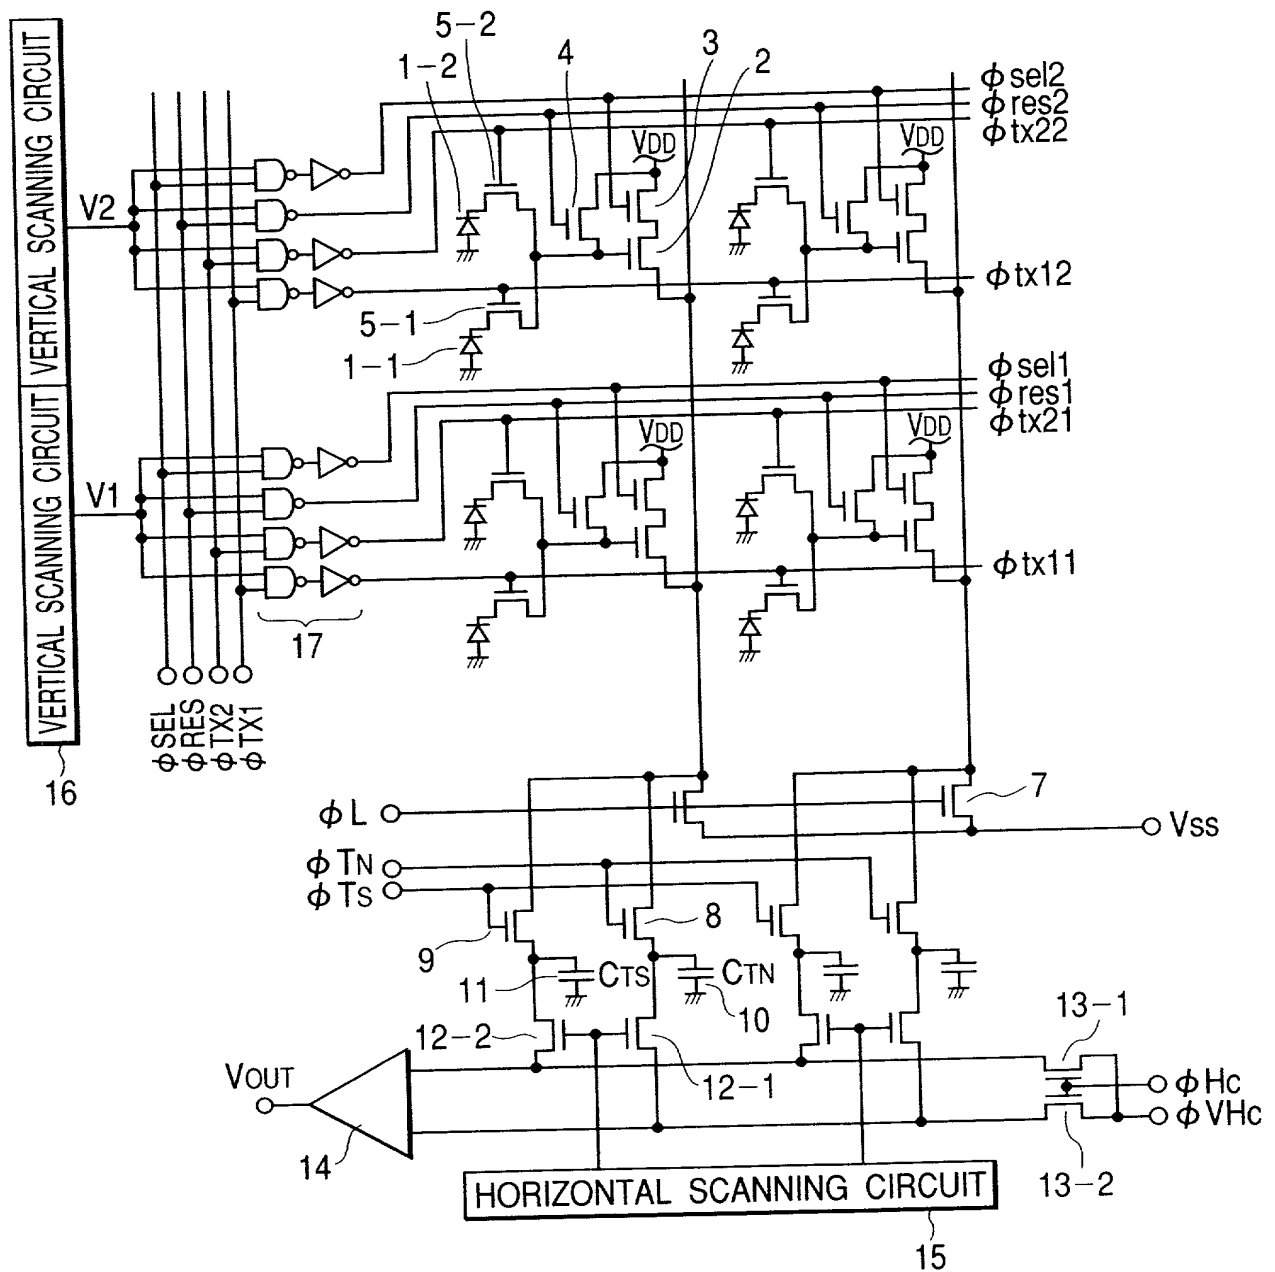 5-2
1-2
4
3
2
ϕsel2
ϕres2
ϕtx22
VDD
VDD
VERTICAL SCANNING CIRCUIT
V2
ϕtx12
5-1
1-1
ϕsel1
ϕres1
ϕtx21
VDD
VDD
VERTICAL SCANNING CIRCUIT
V1
ϕtx11
17
ϕSEL
ϕRES
ϕTX2
ϕTX1
16
7
ϕL
VSS
ϕTN
ϕTS
8
9
11
CTS
CTN
10
12-2
12-1
13-1
VOUT
ϕHC
ϕVHC
14
13-2
HORIZONTAL SCANNING CIRCUIT
15